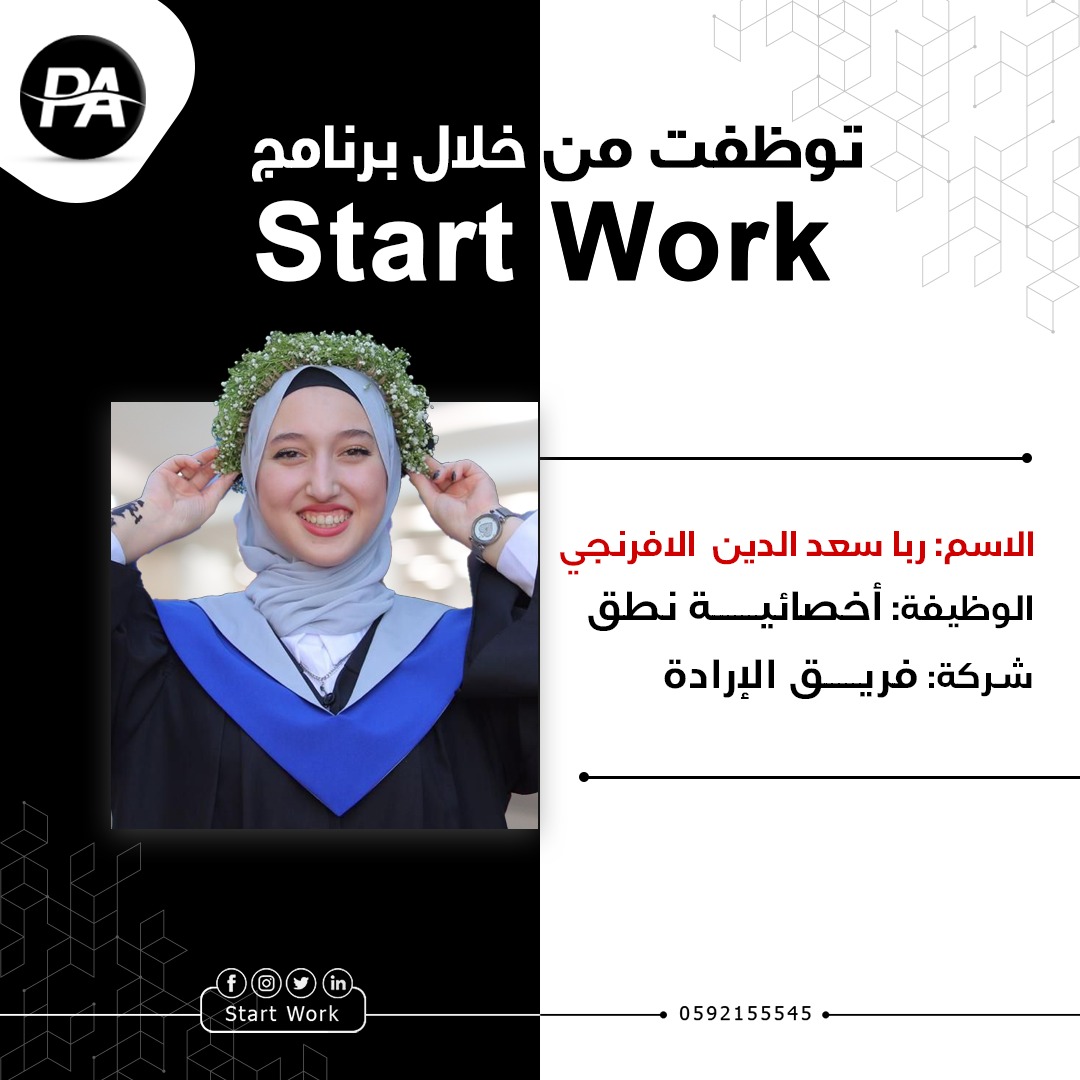 PA
توظفت من خلال برنامج
Start Work
الاسم: ربا سعد الدين الافرنجي
الوظيفة: أخصائيـــة نطق
شركة: فريـــق الإرادة
Start Work
0592155545